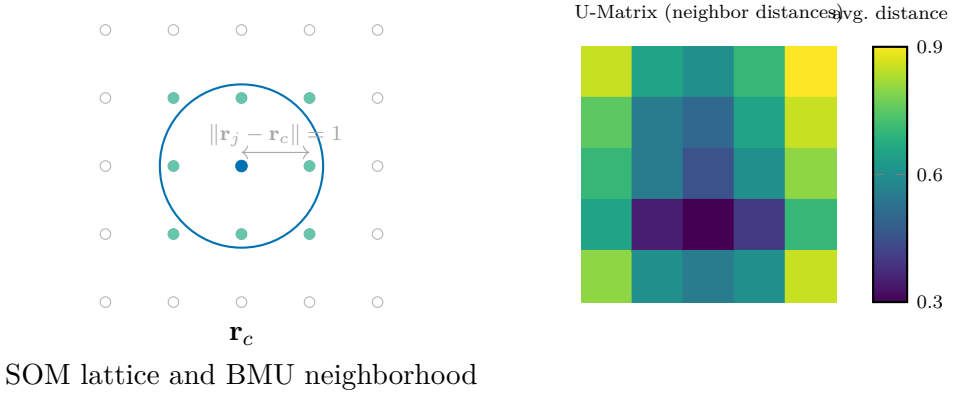 U-Matrix (neighbor distances)
avg. distance
‖r_j − r_c‖ = 1
0.9
0.6
0.3
r_c
SOM lattice and BMU neighborhood